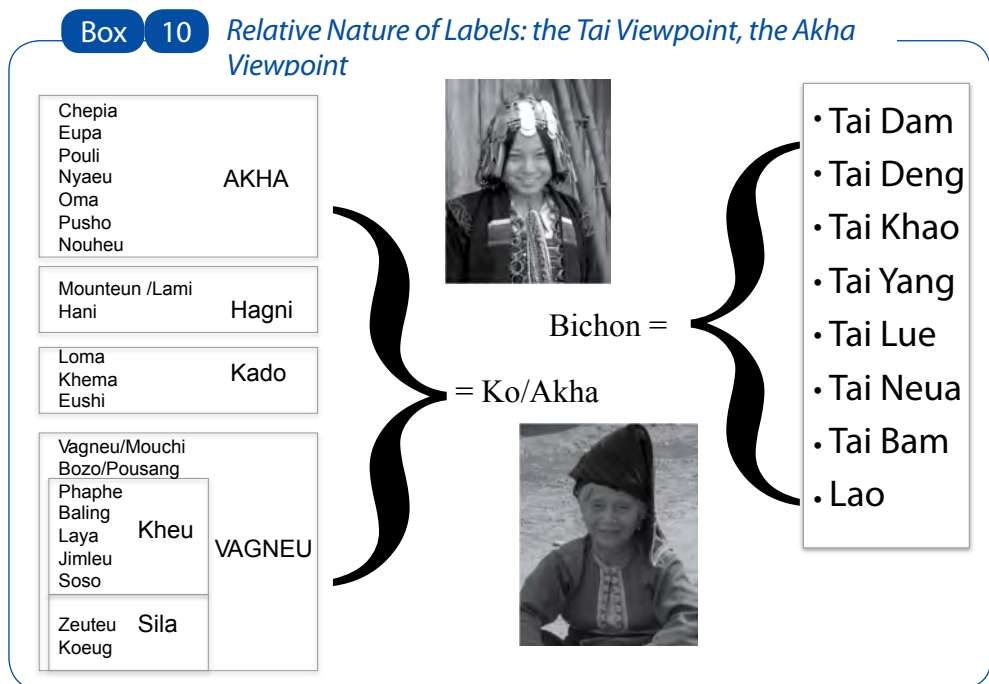 Box 10 Relative Nature of Labels: the Tai Viewpoint, the Akha
Viewpoint
Chepia
Eupa
Pouli
Nyaeu
Oma
Pusho
Nouheu
AKHA
Mounteun /Lami
Hani
Hagni
Loma
Khema
Eushi
Kado
Vagneu/Mouchi
Bozo/Pousang
Phaphe
Baling
Laya
Jimleu
Soso
Kheu
Zeuteu
Koeug
Sila
VAGNEU
= Ko/Akha
Bichon =
• Tai Dam
• Tai Deng
• Tai Khao
• Tai Yang
• Tai Lue
• Tai Neua
• Tai Bam
• Lao